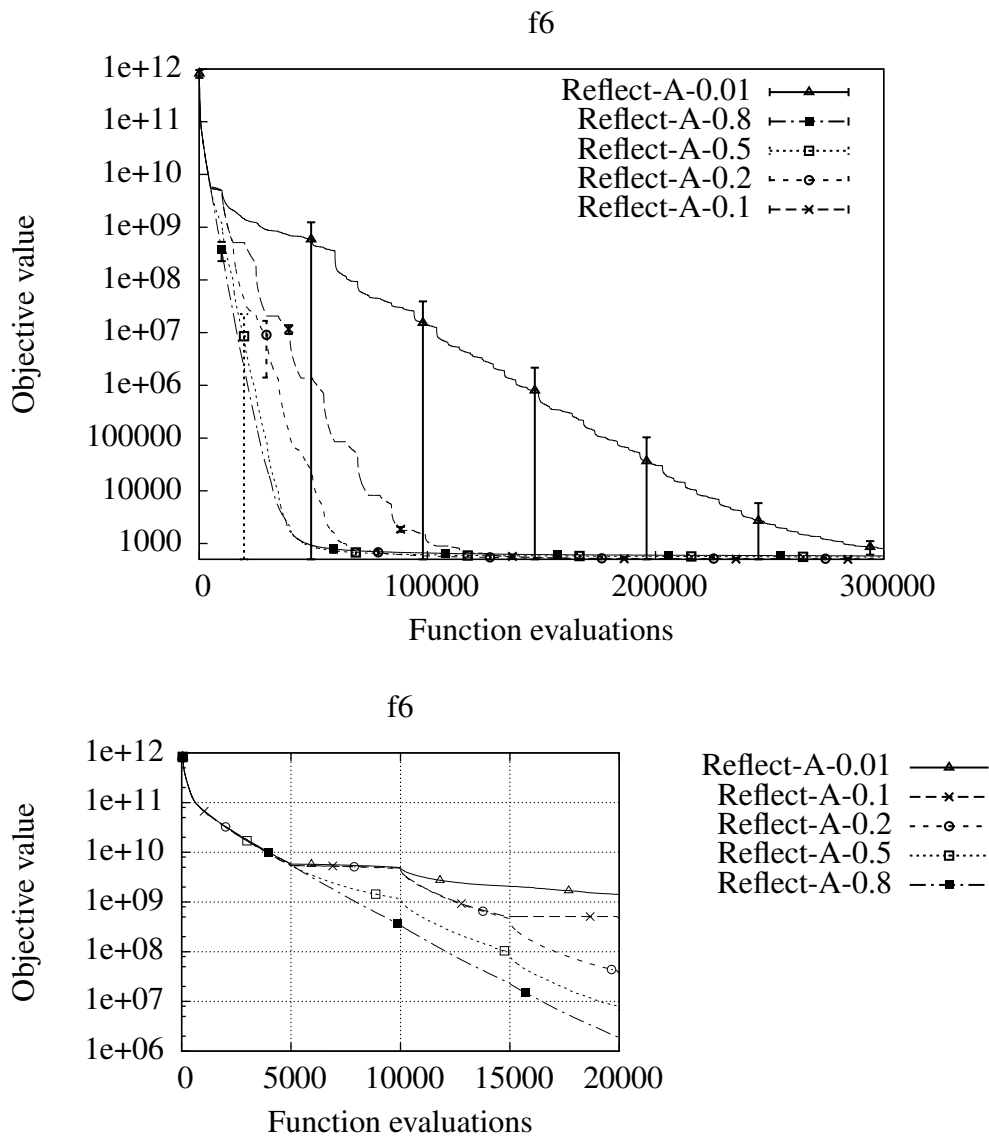 f6
1e+12
1e+11
1e+10
1e+09
1e+08
1e+07
1e+06
100000
10000
1000
Objective value
Reflect-A-0.01
Reflect-A-0.8
Reflect-A-0.5
Reflect-A-0.2
Reflect-A-0.1
0 100000 200000 300000
Function evaluations
f6
1e+12
1e+11
1e+10
1e+09
1e+08
1e+07
1e+06
Objective value
0 5000 10000 15000 20000
Function evaluations
Reflect-A-0.01
Reflect-A-0.1
Reflect-A-0.2
Reflect-A-0.5
Reflect-A-0.8